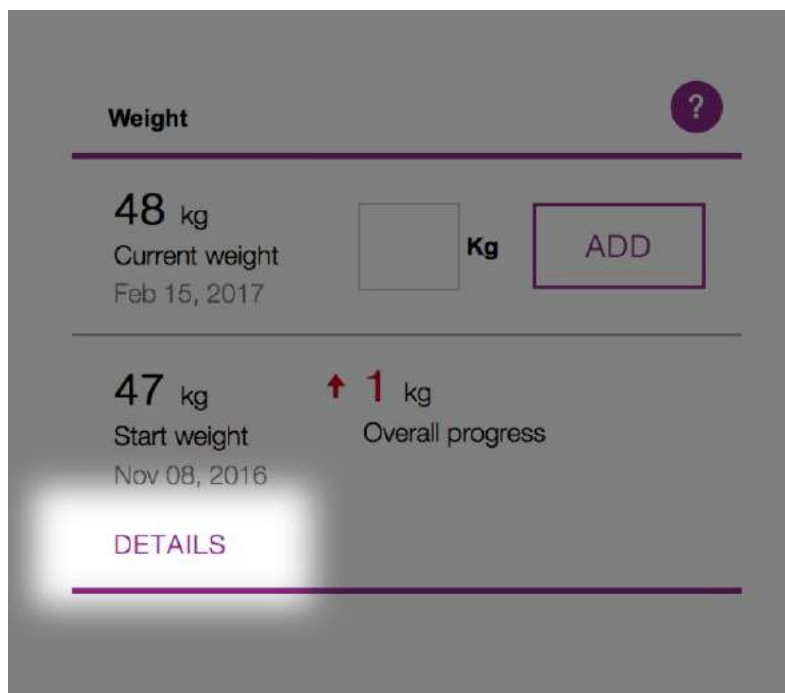 Weight ?
48 kg
Current weight
Feb 15, 2017
Kg
ADD
47 kg
Start weight
Nov 08, 2016
1 kg
Overall progress
DETAILS